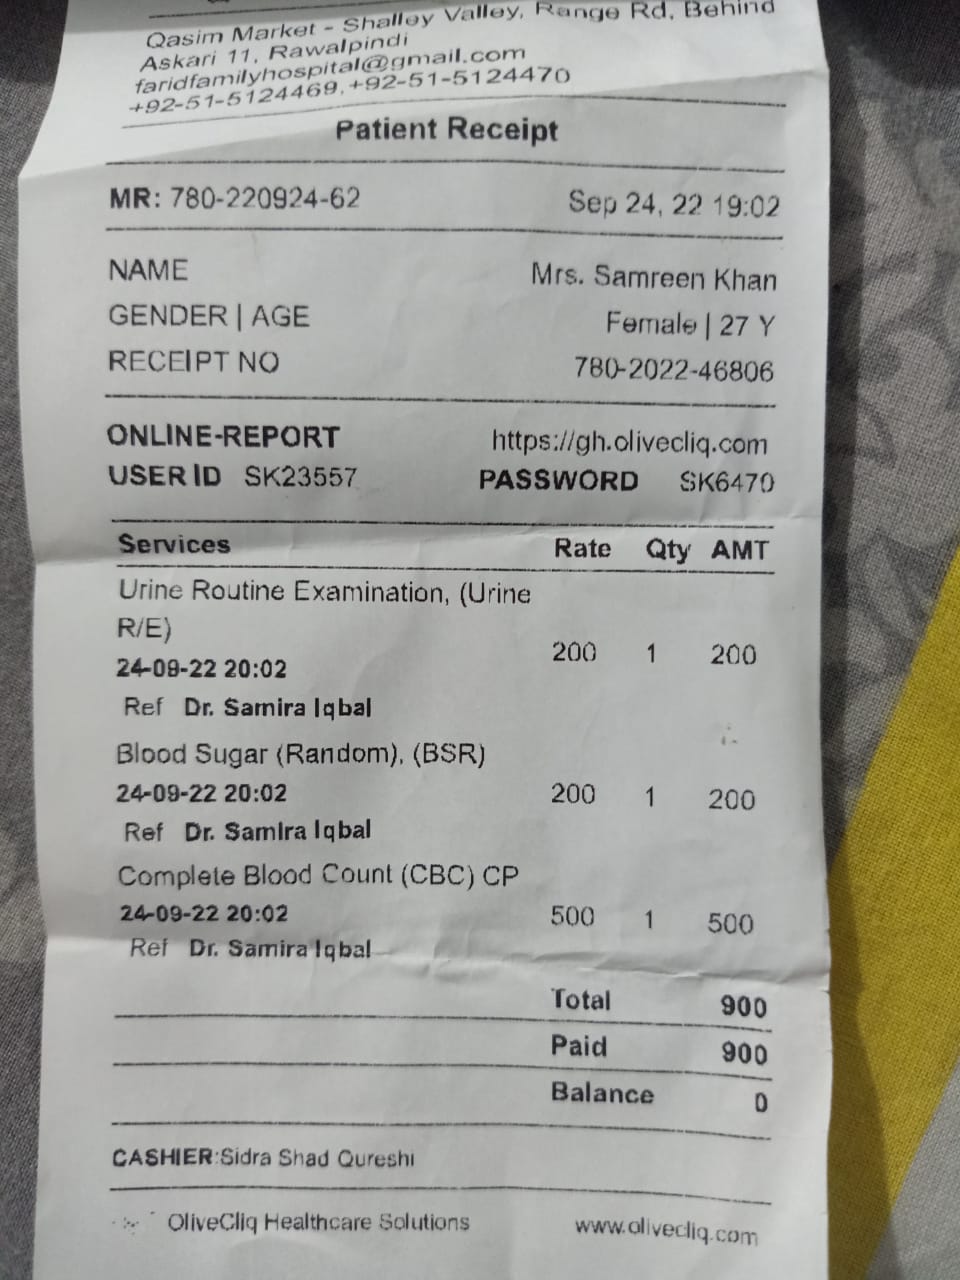 Qasim Market - Shalley Valley, Range Rd, Behind
Askari 11, Rawalpindi
faridfamilyhospital@gmail.com
+92-51-5124469,+92-51-5124470
Patient Receipt
MR: 780-220924-62 Sep 24, 22 19:02
NAME Mrs. Samreen Khan
GENDER | AGE Female | 27 Y
RECEIPT NO 780-2022-46806
ONLINE-REPORT https://gh.olivecliq.com
USER ID SK23557 PASSWORD SK6470
Services Rate Qty AMT
Urine Routine Examination, (Urine
R/E)
200 1 200
24-09-22 20:02
Ref Dr. Samira Iqbal
Blood Sugar (Random), (BSR)
24-09-22 20:02 200 1 200
Ref Dr. Samira Iqbal
Complete Blood Count (CBC) CP
24-09-22 20:02 500 1 500
Ref Dr. Samira Iqbal
Total 900
Paid 900
Balance 0
CASHIER:Sidra Shad Qureshi
OliveCliq Healthcare Solutions www.olivecliq.com